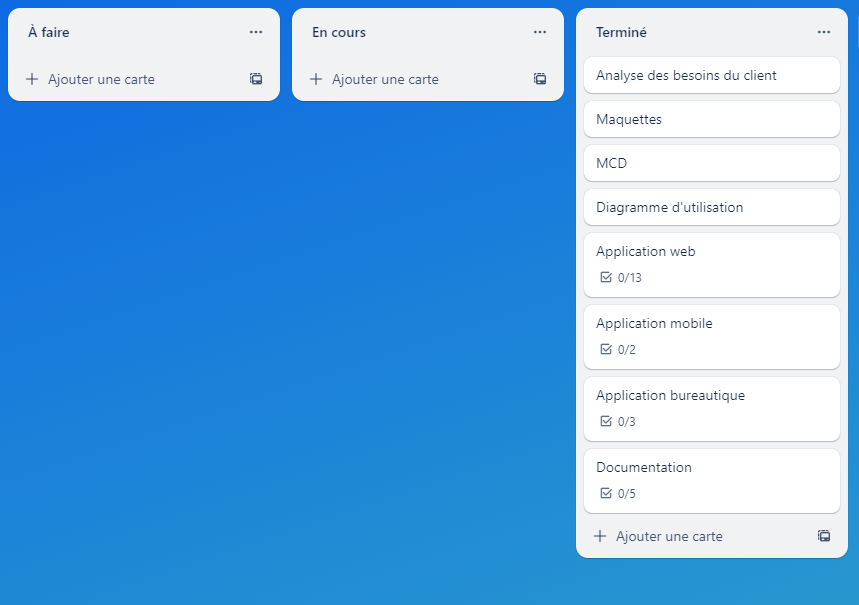 À faire
Ajouter une carte
En cours
Ajouter une carte
Terminé
Analyse des besoins du client
Maquettes
MCD
Diagramme d'utilisation
Application web
0/13
Application mobile
0/2
Application bureautique
0/3
Documentation
0/5
Ajouter une carte